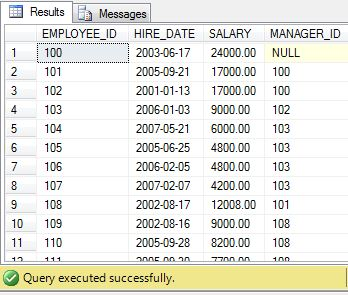 Results Messages
EMPLOYEE_ID HIRE_DATE SALARY MANAGER_ID
1 100 2003-06-17 24000.00 NULL
2 101 2005-09-21 17000.00 100
3 102 2001-01-13 17000.00 100
4 103 2006-01-03 9000.00 102
5 104 2007-05-21 6000.00 103
6 105 2005-06-25 4800.00 103
7 106 2006-02-05 4800.00 103
8 107 2007-02-07 4200.00 103
9 108 2002-08-17 12008.00 101
10 109 2002-08-16 9000.00 108
11 110 2005-09-28 8200.00 108
111 7700.00 108
Query executed successfully.